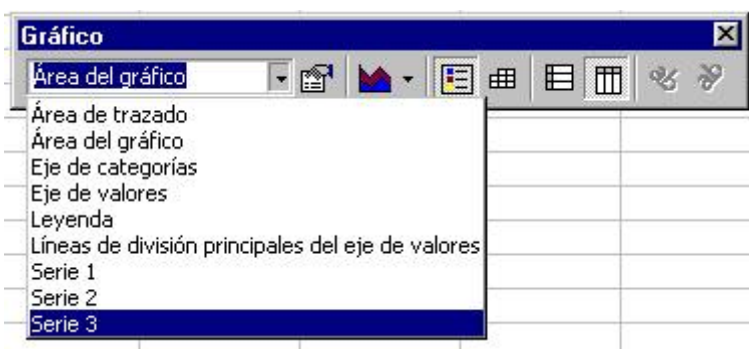 Gráfico
Área del gráfico
Área de trazado
Área del gráfico
Eje de categorías
Eje de valores
Leyenda
Líneas de división principales del eje de valores
Serie 1
Serie 2
Serie 3